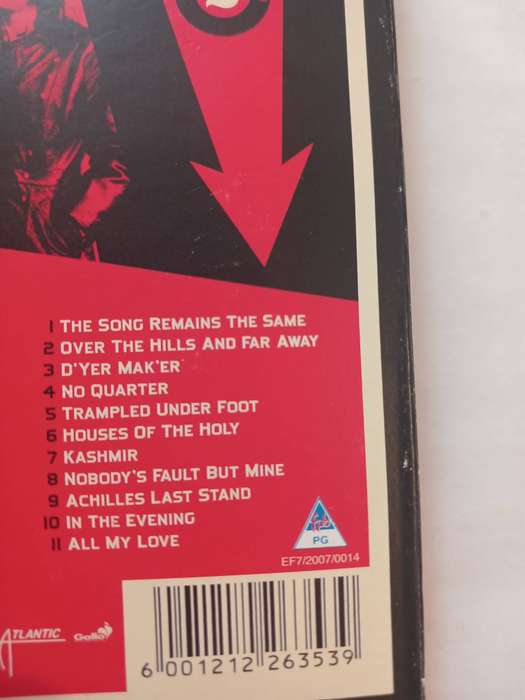 1 THE SONG REMAINS THE SAME
2 OVER THE HILLS AND FAR AWAY
3 D'YER MAK'ER
4 NO QUARTER
5 TRAMPLED UNDER FOOT
6 HOUSES OF THE HOLY
7 KASHMIR
8 NOBODY'S FAULT BUT MINE
9 ACHILLES LAST STAND
10 IN THE EVENING
11 ALL MY LOVE
PG
EF7/2007/0014
ATLANTIC
Gallo
6 001212 263539